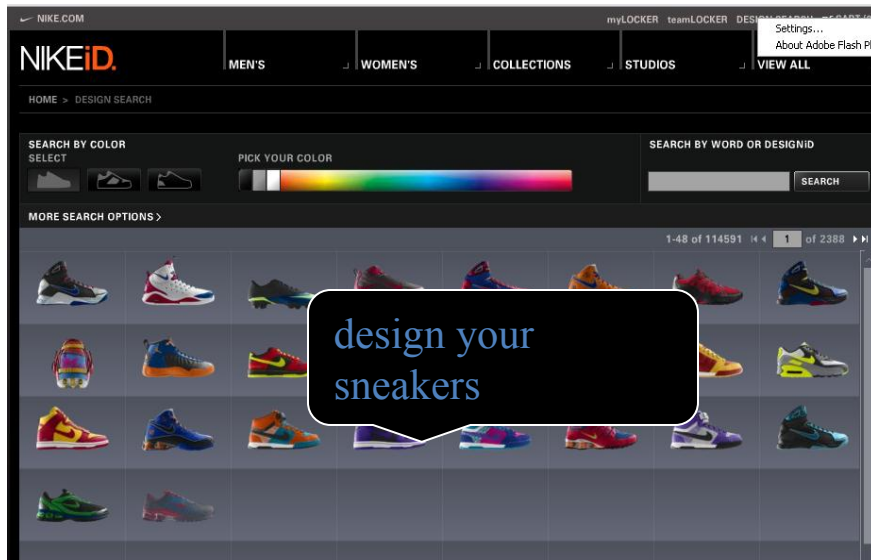 NIKE.COM
myLOCKER teamLOCKER DESIGN SEARCH
Settings...
About Adobe Flash
NIKEiD.
MEN'S
WOMEN'S
COLLECTIONS
STUDIOS
VIEW ALL
HOME > DESIGN SEARCH
SEARCH BY COLOR
SELECT
PICK YOUR COLOR
SEARCH BY WORD OR DESIGNiD
SEARCH
MORE SEARCH OPTIONS >
1-48 of 114591
1 of 2388
design your
sneakers